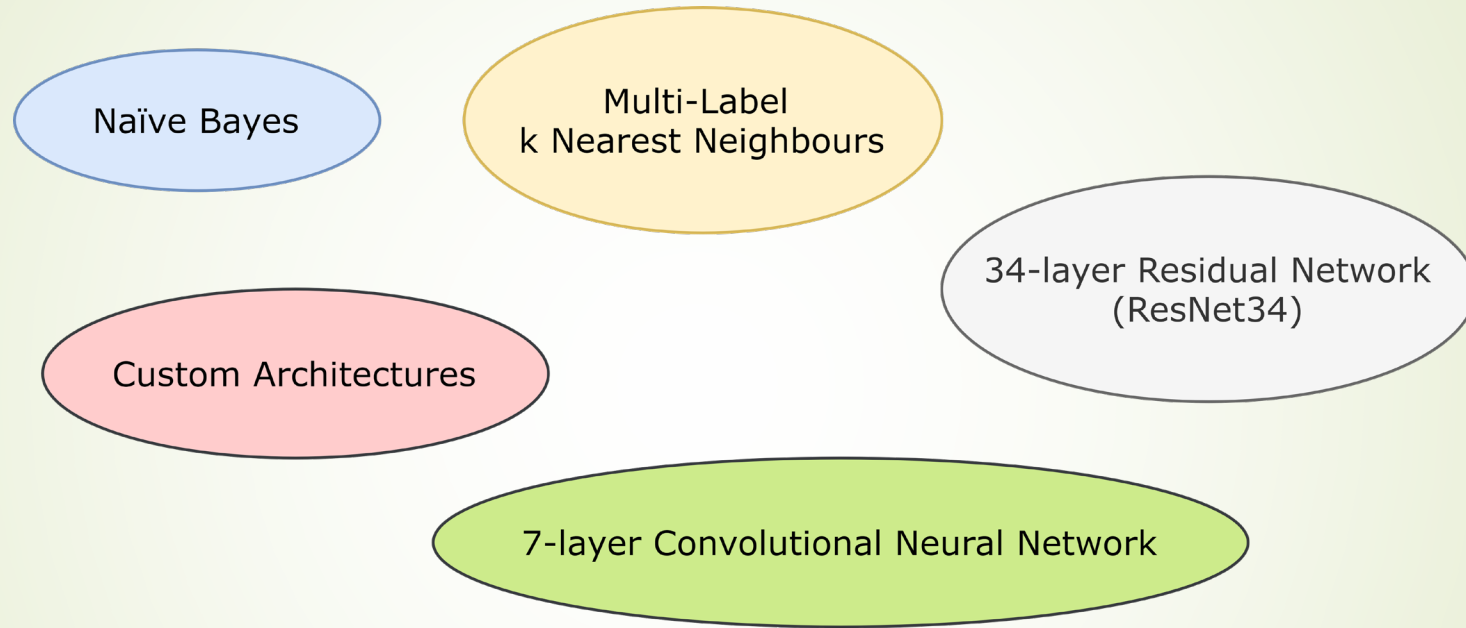 Naïve Bayes
Multi-Label
k Nearest Neighbours
34-layer Residual Network
(ResNet34)
Custom Architectures
7-layer Convolutional Neural Network